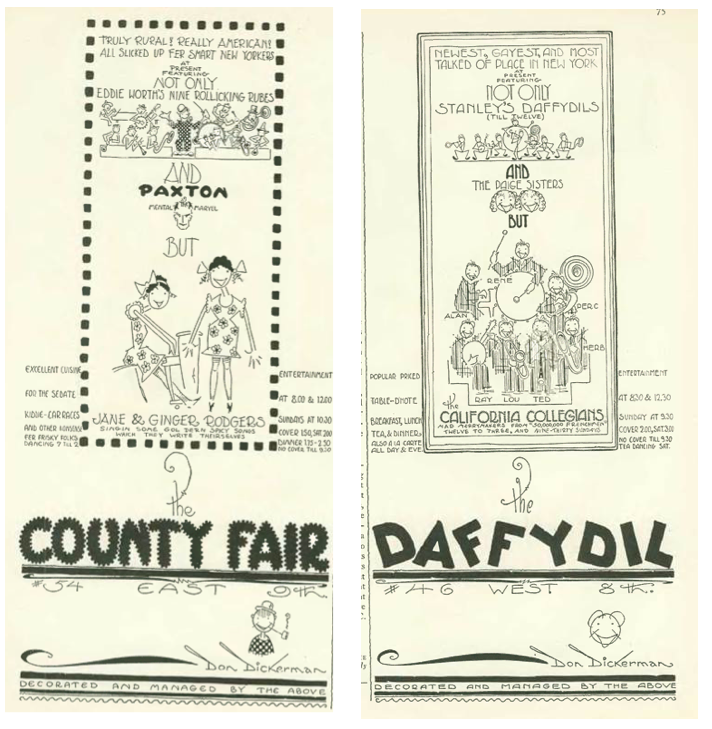 TRULY RURAL! REALLY AMERICAN!
ALL SLICKED UP FER SMART NEW YORKERS
AT
PRESENT
FEATURING
NOT ONLY
EDDIE WORTH'S NINE ROLLICKING RUBES
AND
PAXTON
MENTAL MARVEL
BUT
EXCELLENT CUISINE
FOR THE SEDATE
KIDDIE-CAR RACES
AND OTHER NONSENSE
FER FRISKY FOLKS
DANCING 7 TILL 2
ENTERTAINMENT
AT 8:00 & 12:00
SUNDAYS AT 10:30
COVER 1.50, SAT 2.00
DINNER 1.75-2.50
NO COVER TILL 9:30
JANE & GINGER RODGERS
SINGIN SOME GOL DERN SPICY SONGS
WHICH THEY WRITE THEIRSELVES
the
COUNTY FAIR
#54 EAST 9th.
Don Dickerman
DECORATED AND MANAGED BY THE ABOVE
75
NEWEST, GAYEST, AND MOST
TALKED OF PLACE IN NEW YORK
AT
PRESENT
FEATURING
NOT ONLY
STANLEY'S DAFFYDILS
(TILL TWELVE)
AND
THE PAIGE SISTERS
BUT
RENE
ALAN
PERC
HERB
RAY LOU TED
POPULAR PRICED
TABLE-D'HOTE
BREAKFAST, LUNCH
TEA, & DINNER,
ALSO A LA CARTE
ALL DAY & EVE.
ENTERTAINMENT
AT 8:30 & 12:30
SUNDAY AT 9:30
COVER 2.00, SAT 3.00
NO COVER TILL 9:30
TEA DANCING SAT.
the
CALIFORNIA COLLEGIANS
MAD MERRYMAKERS FROM "50,000,000 FRENCHMEN"
TWELVE TO THREE, AND NINE-THIRTY SUNDAYS
the
DAFFYDIL
#46 WEST 8th.
Don Dickerman
DECORATED AND MANAGED BY THE ABOVE